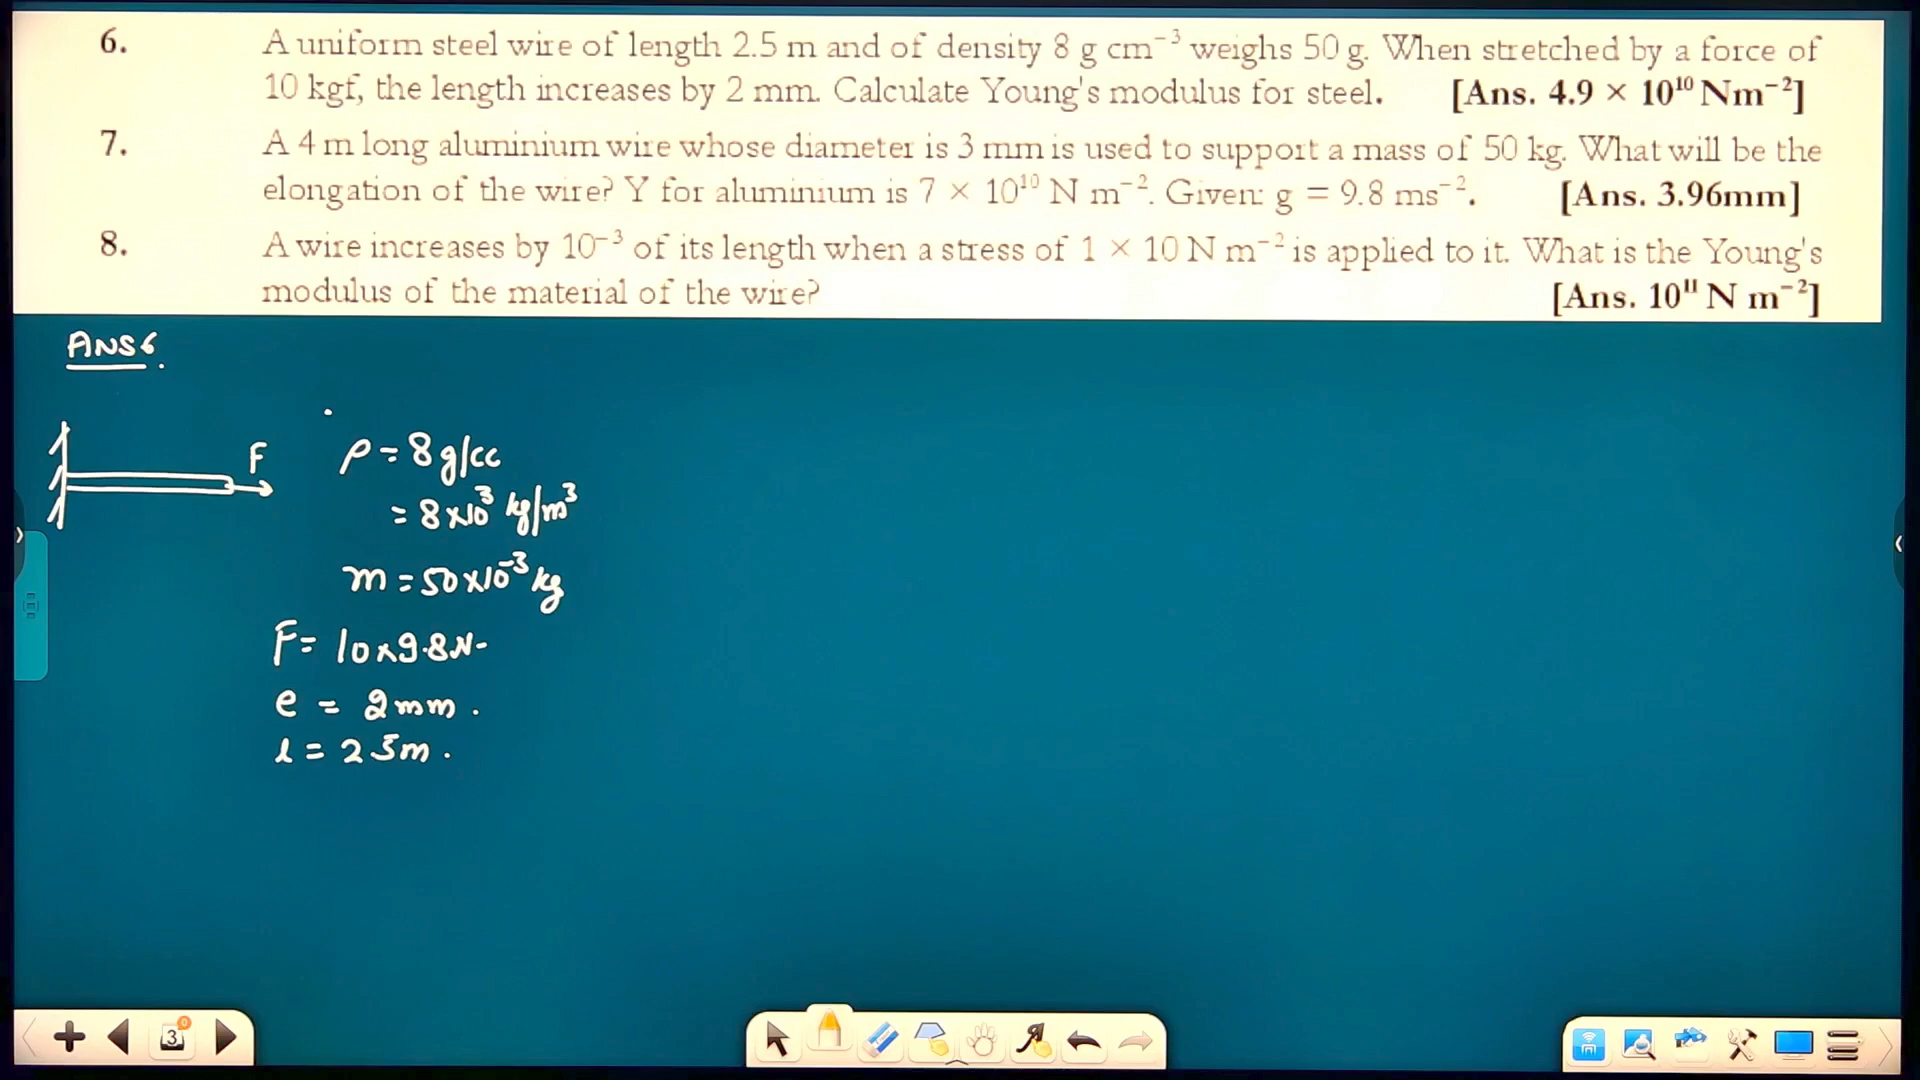 6. A uniform steel wire of length 2.5 m and of density 8 g cm⁻³ weighs 50 g. When stretched by a force of
10 kgf, the length increases by 2 mm. Calculate Young's modulus for steel. [Ans. 4.9 × 10¹⁰ Nm⁻²]
7. A 4 m long aluminium wire whose diameter is 3 mm is used to support a mass of 50 kg. What will be the
elongation of the wire? Y for aluminium is 7 × 10¹⁰ N m⁻². Given: g = 9.8 ms⁻². [Ans. 3.96mm]
8. A wire increases by 10⁻³ of its length when a stress of 1 × 10 N m⁻² is applied to it. What is the Young's
modulus of the material of the wire? [Ans. 10¹¹ N m⁻²]
ANS 6.
F
ρ = 8 g/cc
= 8×10³ kg/m³
m = 50×10⁻³ kg
F = 10×9.8N-
e = 2mm.
l = 2.5m.
3
0